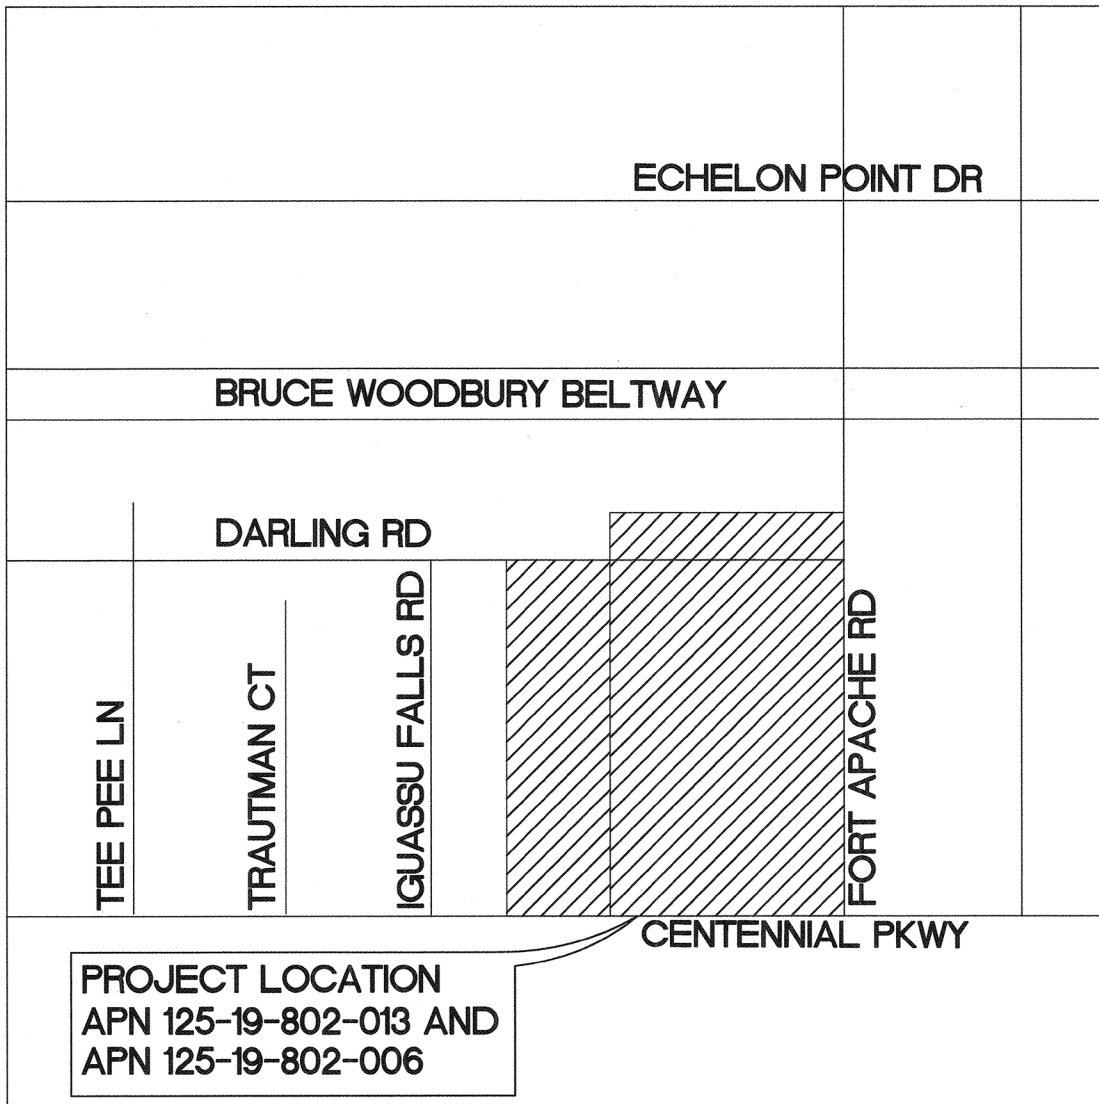 ECHELON POINT DR
BRUCE WOODBURY BELTWAY
DARLING RD
TEE PEE LN
TRAUTMAN CT
IGUASSU FALLS RD
FORT APACHE RD
CENTENNIAL PKWY
PROJECT LOCATION
APN 125-19-802-013 AND
APN 125-19-802-006